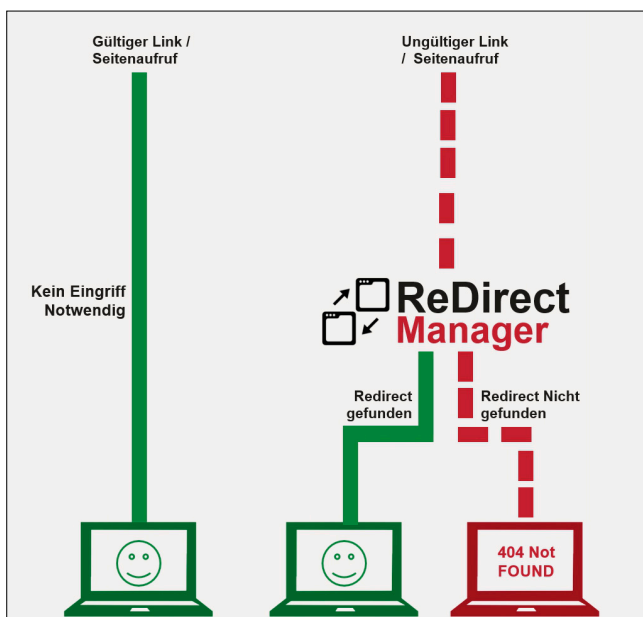 Gültiger Link /
Seitenaufruf
Ungültiger Link
/ Seitenaufruf
Kein Eingriff
Notwendig
ReDirect
Manager
Redirect
gefunden
Redirect Nicht
gefunden
404 Not
FOUND